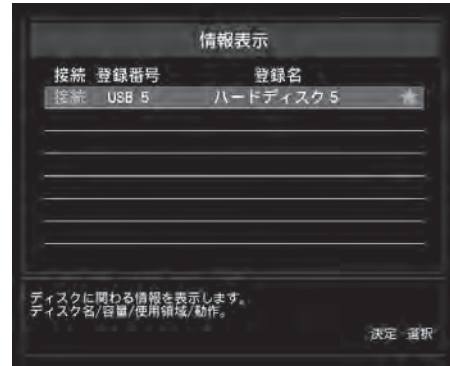 情報表示
接続 登録番号 登録名
接続 USB 5 ハードディスク 5 ★
ディスクに関わる情報を表示します。
ディスク名/容量/使用領域/動作。
決定 選択